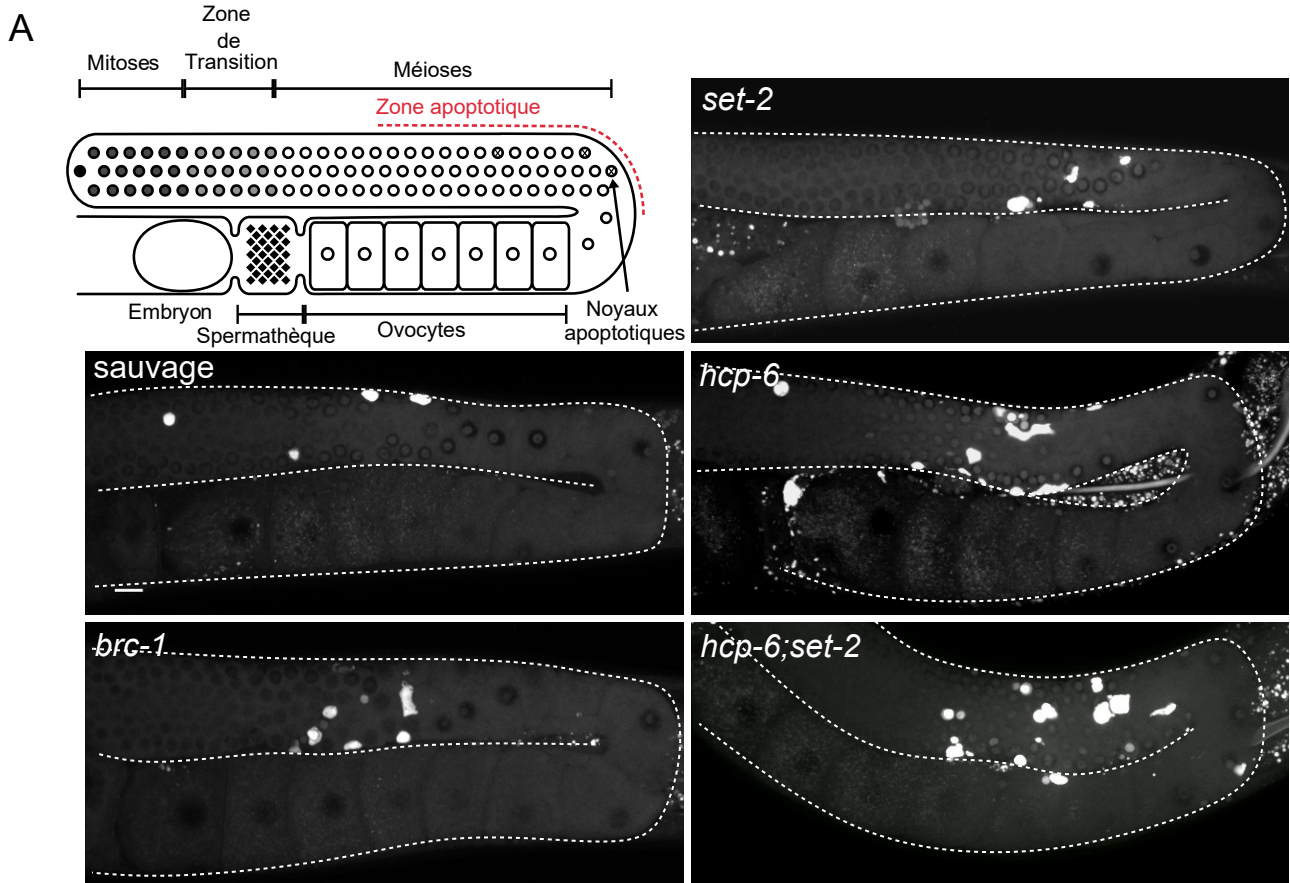 A
Zone
de
Transition
Mitoses
Méioses
Zone apoptotique
Embryon
Spermathèque
Ovocytes
Noyaux
apoptotiques
set-2
sauvage
hcp-6
brc-1
hcp-6;set-2